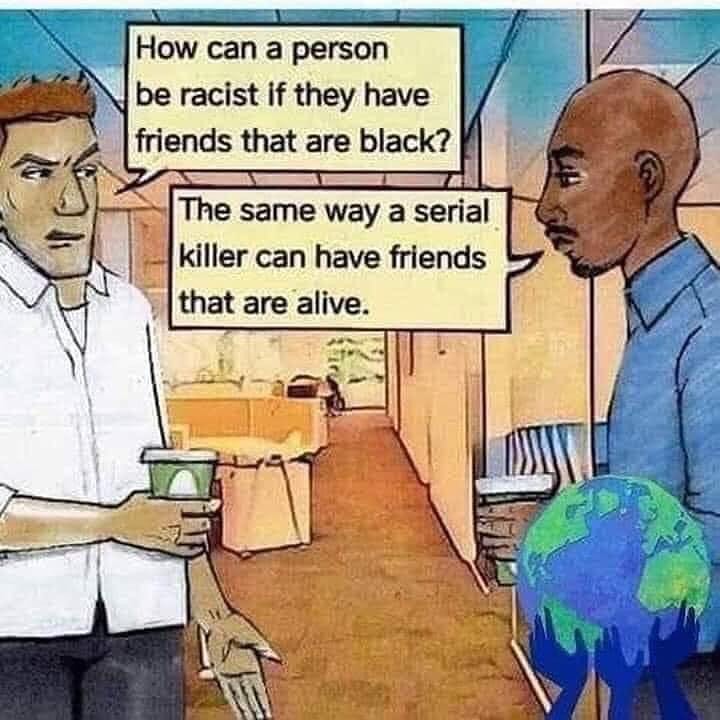 How can a person
be racist if they have
friends that are black?
The same way a serial
killer can have friends
that are alive.